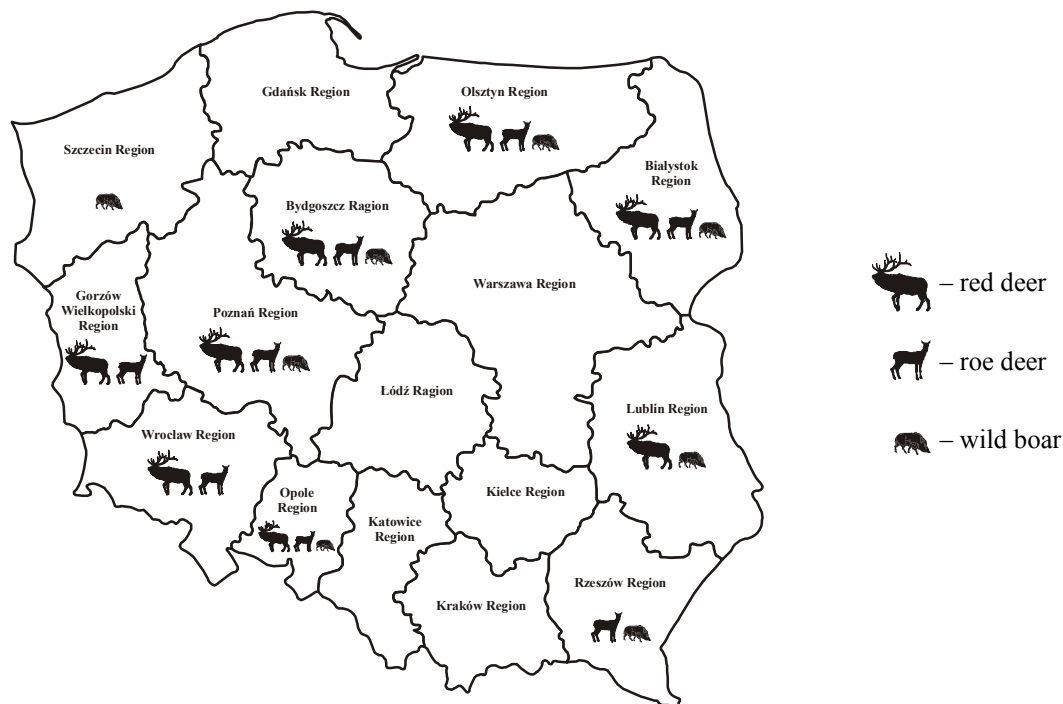 Gdańsk Region
Olsztyn Region
Szczecin Region
Białystok
Region
Bydgoszcz Ragion
Warszawa Region
Gorzów
Wielkopolski
Region
Poznań Region
Łódź Ragion
Lublin Region
Wrocław Region
Opole
Region
Katowice
Region
Kielce Region
Rzeszów Region
Kraków Region
– red deer
– roe deer
– wild boar